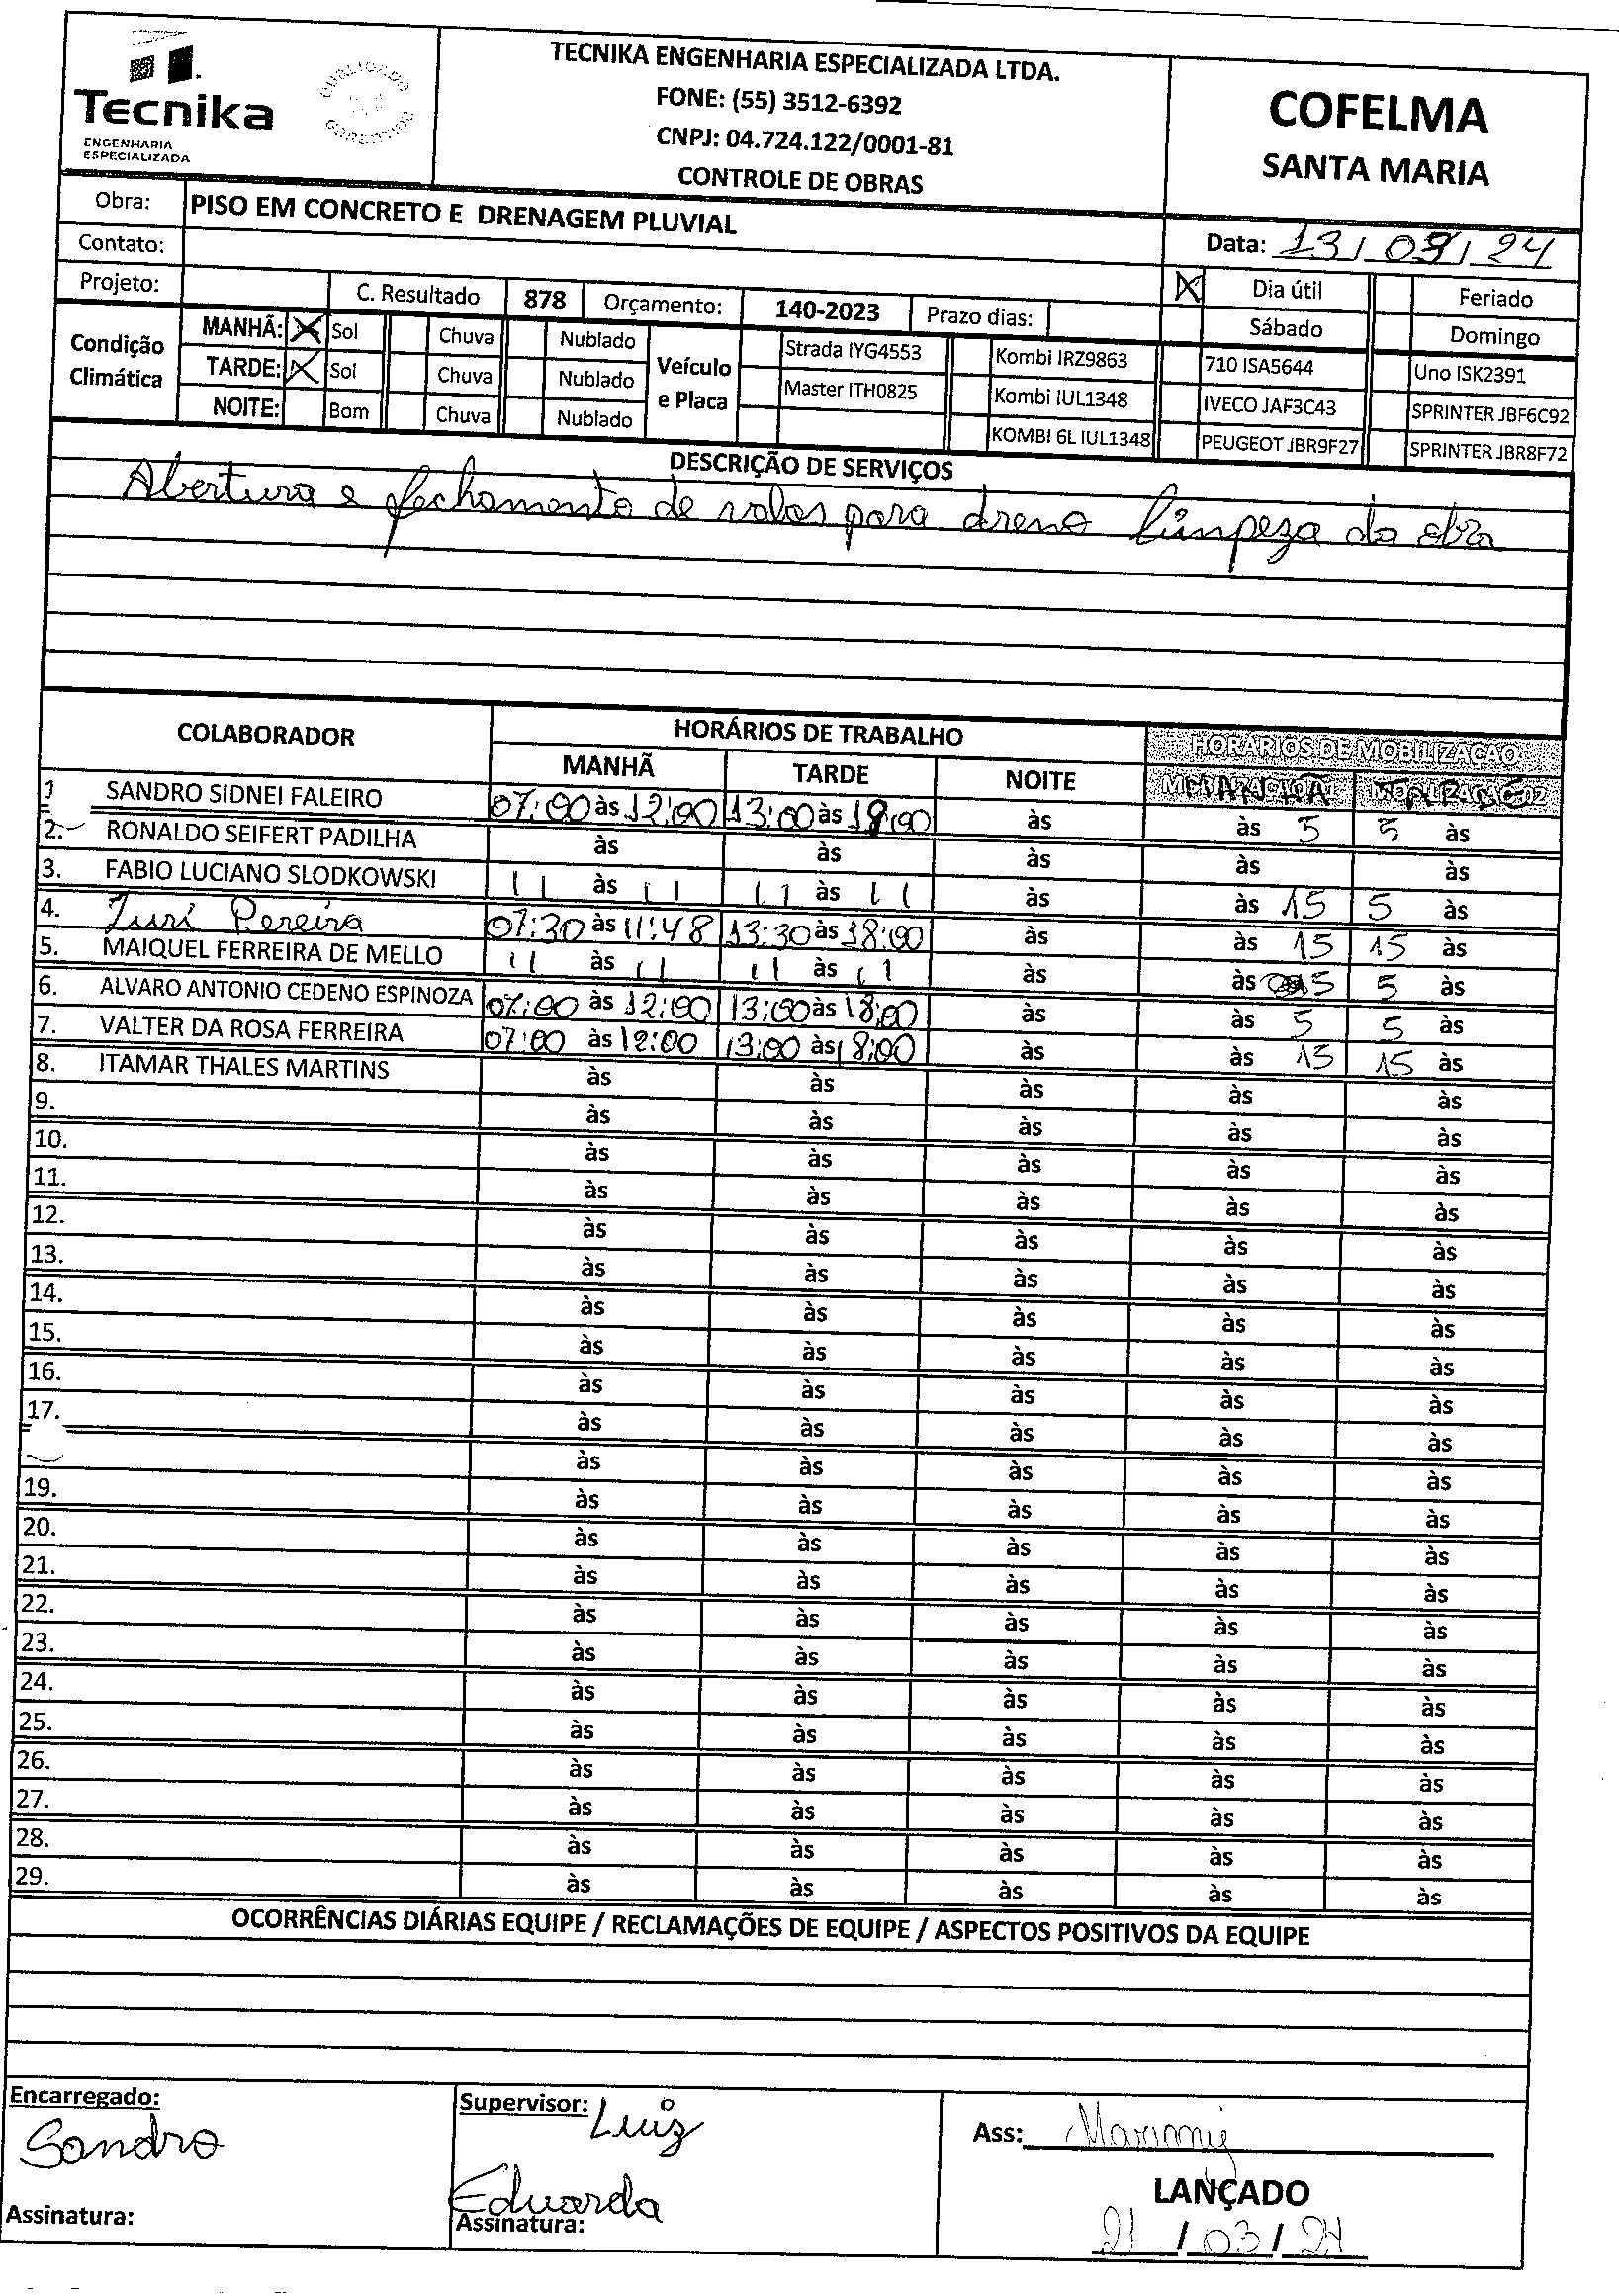 Tecnika
ENGENHARIA
ESPECIALIZADA
TECNIKA ENGENHARIA ESPECIALIZADA LTDA.
FONE: (55) 3512-6392
CNPJ: 04.724.122/0001-81
CONTROLE DE OBRAS
COFELMA
SANTA MARIA
Obra: PISO EM CONCRETO E DRENAGEM PLUVIAL
Data: 13/03/24
Contato:
Projeto: C. Resultado 878 Orçamento: 140-2023 Prazo dias:
X Dia útil Feriado
Sábado Domingo
Condição Climática
MANHÃ: X Sol Chuva Nublado
TARDE: X Sol Chuva Nublado
NOITE: Bom Chuva Nublado
Veículo e Placa
Strada IYG4553 Kombi IRZ9863 710 ISA5644 Uno ISK2391
Master ITH0825 Kombi IUL1348 IVECO JAF3C43 SPRINTER JBF6C92
KOMBI 6L IUL1348 PEUGEOT JBR9F27 SPRINTER JBR8F72
DESCRIÇÃO DE SERVIÇOS
Abertura e fechamento de valas para dreno limpeza da obra
COLABORADOR HORÁRIOS DE TRABALHO HORÁRIOS DE MOBILIZAÇÃO
MANHÃ TARDE NOITE
1 SANDRO SIDNEI FALEIRO 07:00 às 12:00 13:00 às 18:00 às às 5 5 às
2. RONALDO SEIFERT PADILHA às às às às às
3. FABIO LUCIANO SLODKOWSKI 11 às 11 11 às 11 às às 15 5 às
4. Iuri Pereira 07:30 às 11:48 13:30 às 18:00 às às 15 15 às
5. MAIQUEL FERREIRA DE MELLO 11 às 11 11 às 11 às às 5 5 às
6. ALVARO ANTONIO CEDENO ESPINOZA 07:00 às 12:00 13:00 às 18:00 às às 5 5 às
7. VALTER DA ROSA FERREIRA 07:00 às 12:00 13:00 às 18:00 às às 15 15 às
8. ITAMAR THALES MARTINS às às às às às
9. às às às às às
10. às às às às às
11. às às às às às
12. às às às às às
13. às às às às às
14. às às às às às
15. às às às às às
16. às às às às às
17. às às às às às
às às às às às
19. às às às às às
20. às às às às às
21. às às às às às
22. às às às às às
23. às às às às às
24. às às às às às
25. às às às às às
26. às às às às às
27. às às às às às
28. às às às às às
29. às às às às às
OCORRÊNCIAS DIÁRIAS EQUIPE / RECLAMAÇÕES DE EQUIPE / ASPECTOS POSITIVOS DA EQUIPE
Encarregado: Supervisor: Luiz
Sandro Eduarda
Ass:
LANÇADO
Assinatura: Assinatura:
21/03/24